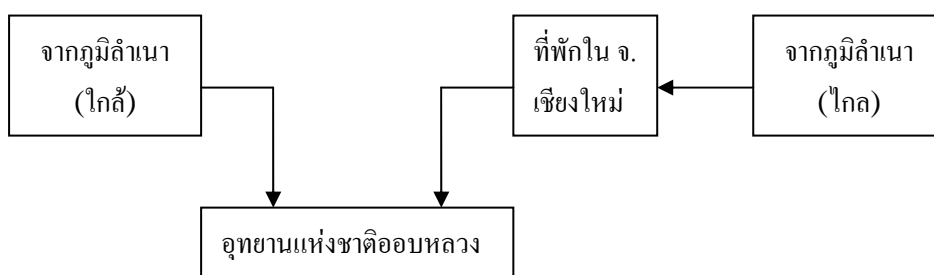 จากภูมิลำเนา
(ใกล้)
ที่พักใน จ.
เชียงใหม่
จากภูมิลำเนา
(ไกล)
อุทยานแห่งชาติออบหลวง